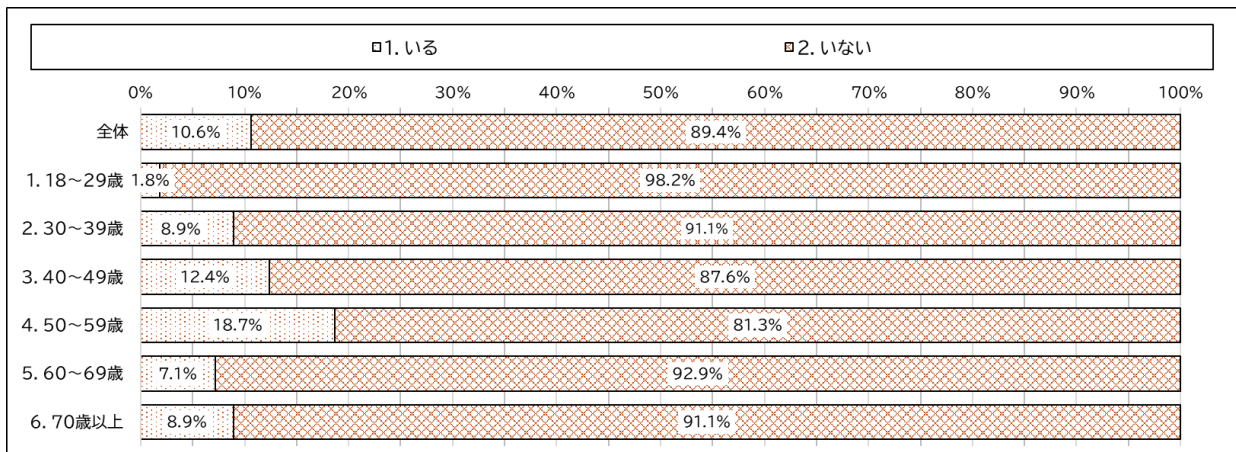 1. いる 2. いない
0% 10% 20% 30% 40% 50% 60% 70% 80% 90% 100%
全体 10.6% 89.4%
1. 18～29歳 1.8% 98.2%
2. 30～39歳 8.9% 91.1%
3. 40～49歳 12.4% 87.6%
4. 50～59歳 18.7% 81.3%
5. 60～69歳 7.1% 92.9%
6. 70歳以上 8.9% 91.1%